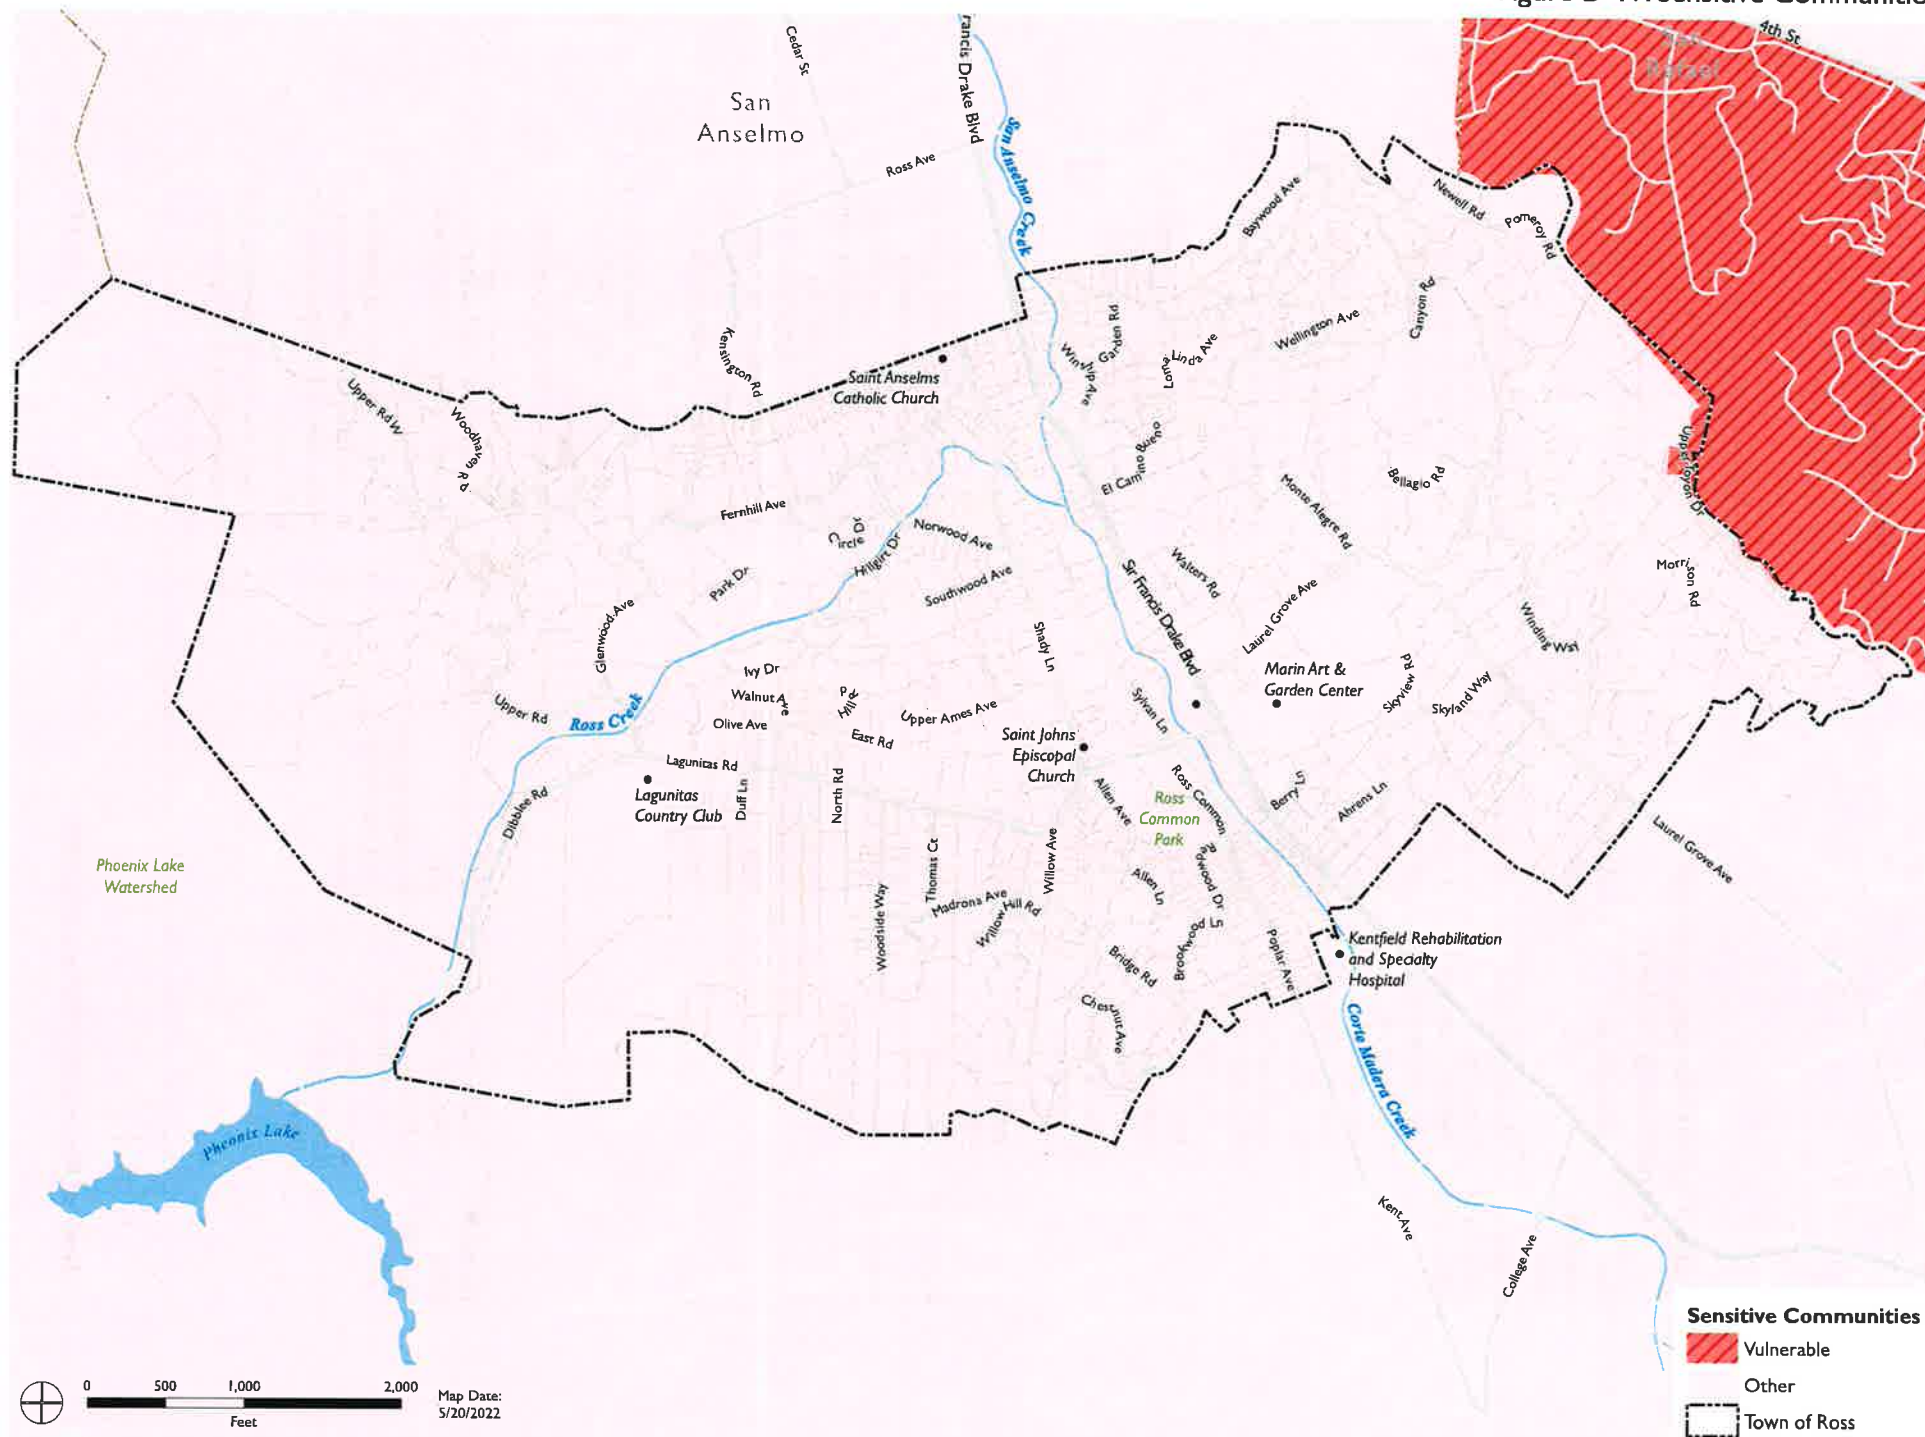 Sensitive Communitie
4th St
San
Rafael
Cedar St
rancis Drake Blvd
San
Anselmo
San Anselmo Creek
Ross Ave
Baywood Ave
Newell Rd
Pomeroy Rd
Canyon Rd
Wellington Ave
Garden Rd
Winship Ave
Loma Linda Ave
Kensington Rd
Saint Anselms
Catholic Church
Upper Rd W
Woodhaven Rd
El Camino Bueno
Bellagio Rd
Upper Toyon Dr
Monte Alegre Rd
Fernhill Ave
Circle Dr
Norwood Ave
Hillgirt Dr
Southwood Ave
Park Dr
Walters Rd
Sir Francis Drake Blvd
Laurel Grove Ave
Morrison Rd
Winding Way
Glenwood Ave
Shady Ln
Ivy Dr
Walnut Ave
Olive Ave
Hill Rd
Upper Ames Ave
East Rd
Marin Art &
Garden Center
Skyview Rd
Skyland Way
Sylvan Ln
Upper Rd
Ross Creek
Saint Johns
Episcopal
Church
Lagunitas Rd
Lagunitas
Country Club
Duff Ln
North Rd
Dibblee Rd
Allen Ave
Ross
Common
Park
Ross Common
Redwood Dr
Berry Ln
Ahrens Ln
Laurel Grove Ave
Phoenix Lake
Watershed
Thomas Ct
Willow Ave
Woodside Way
Madrona Ave
Willow Hill Rd
Allen Ln
Brookwood Ln
Bridge Rd
Poplar Ave
Chestnut Ave
Kentfield Rehabilitation
and Specialty
Hospital
Corte Madera Creek
Pheonix Lake
Kent Ave
College Ave
Sensitive Communities
Vulnerable
Other
Town of Ross
0 500 1,000 2,000
Feet
Map Date:
5/20/2022